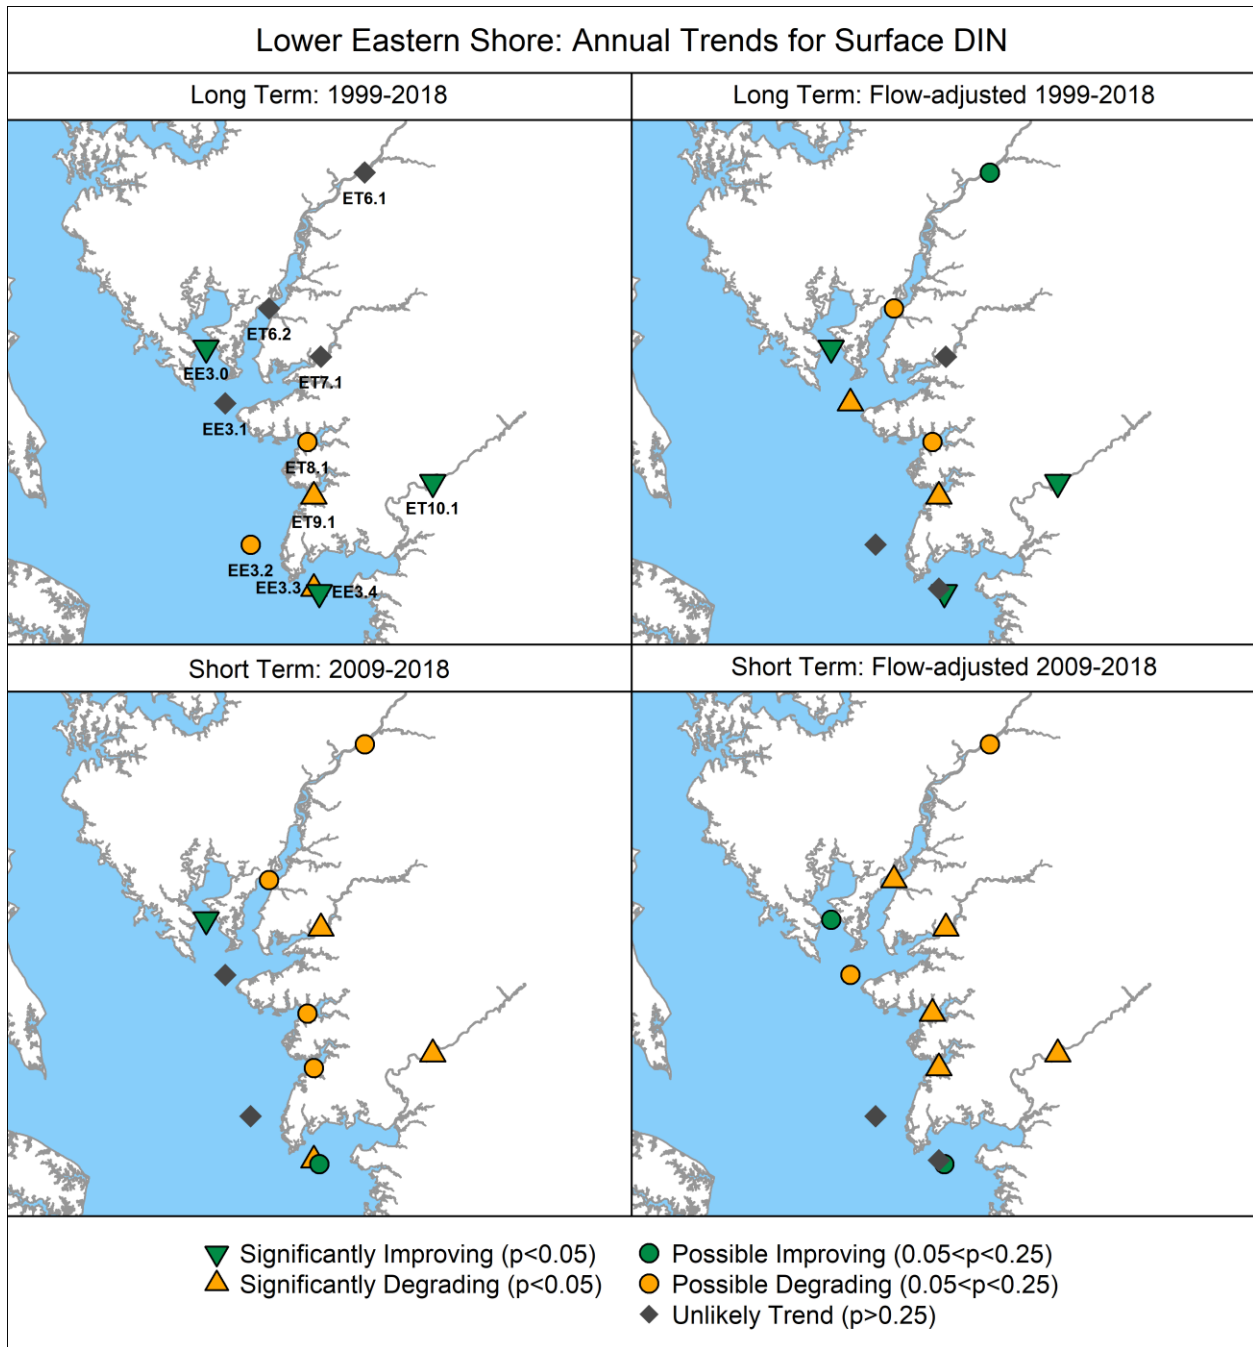 Lower Eastern Shore: Annual Trends for Surface DIN
Long Term: 1999-2018
Long Term: Flow-adjusted 1999-2018
ET6.1
ET6.2
EE3.0
ET7.1
EE3.1
ET8.1
ET10.1
ET9.1
EE3.2
EE3.3
EE3.4
Short Term: 2009-2018
Short Term: Flow-adjusted 2009-2018
Significantly Improving (p<0.05)
Significantly Degrading (p<0.05)
Possible Improving (0.05<p<0.25)
Possible Degrading (0.05<p<0.25)
Unlikely Trend (p>0.25)